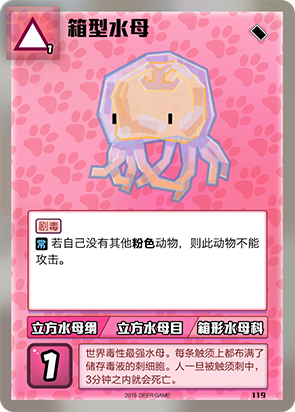 箱型水母
1
剧毒
常 若自己没有其他粉色动物，则此动物不能
攻击。
立方水母纲 / 立方水母目 / 箱形水母科
1
世界毒性最强水母。每条触须上都布满了
储存毒液的刺细胞。人一旦被触须刺中，
3分钟之内就会死亡。
2015 DEER GAME
119